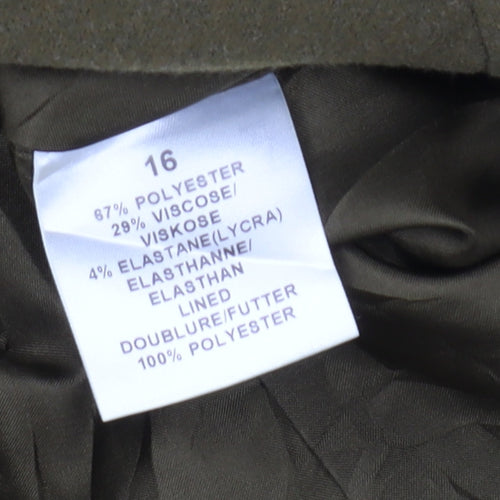 16
67% POLYESTER
29% VISCOSE/
VISKOSE
4% ELASTANE(LYCRA)
ELASTHANNE/
ELASTHAN
LINED
DOUBLURE/FUTTER
100% POLYESTER